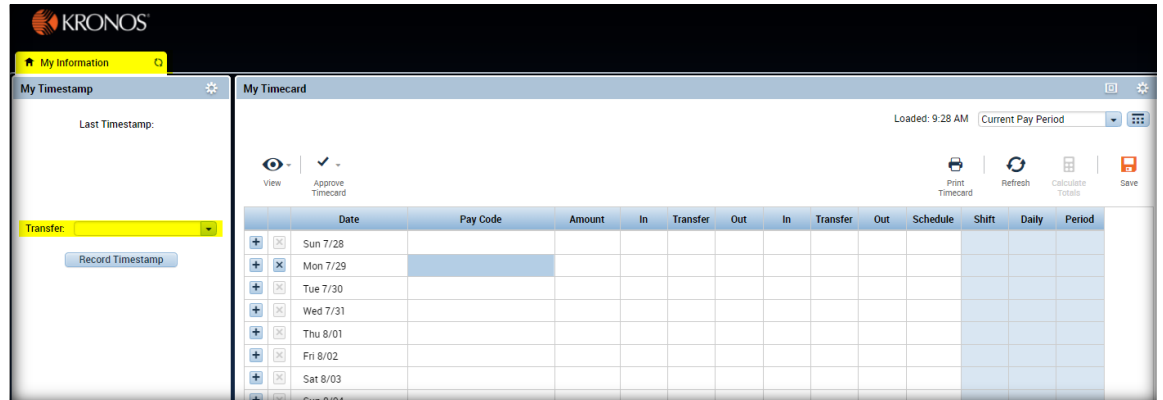 KRONOS
My Information
My Timestamp
Last Timestamp:
Transfer:
Record Timestamp
My Timecard
Loaded: 9:28 AM Current Pay Period
View
Approve
Timecard
Print
Timecard
Refresh
Calculate
Totals
Save
Date Pay Code Amount In Transfer Out In Transfer Out Schedule Shift Daily Period
Sun 7/28
Mon 7/29
Tue 7/30
Wed 7/31
Thu 8/01
Fri 8/02
Sat 8/03
Sun 8/04